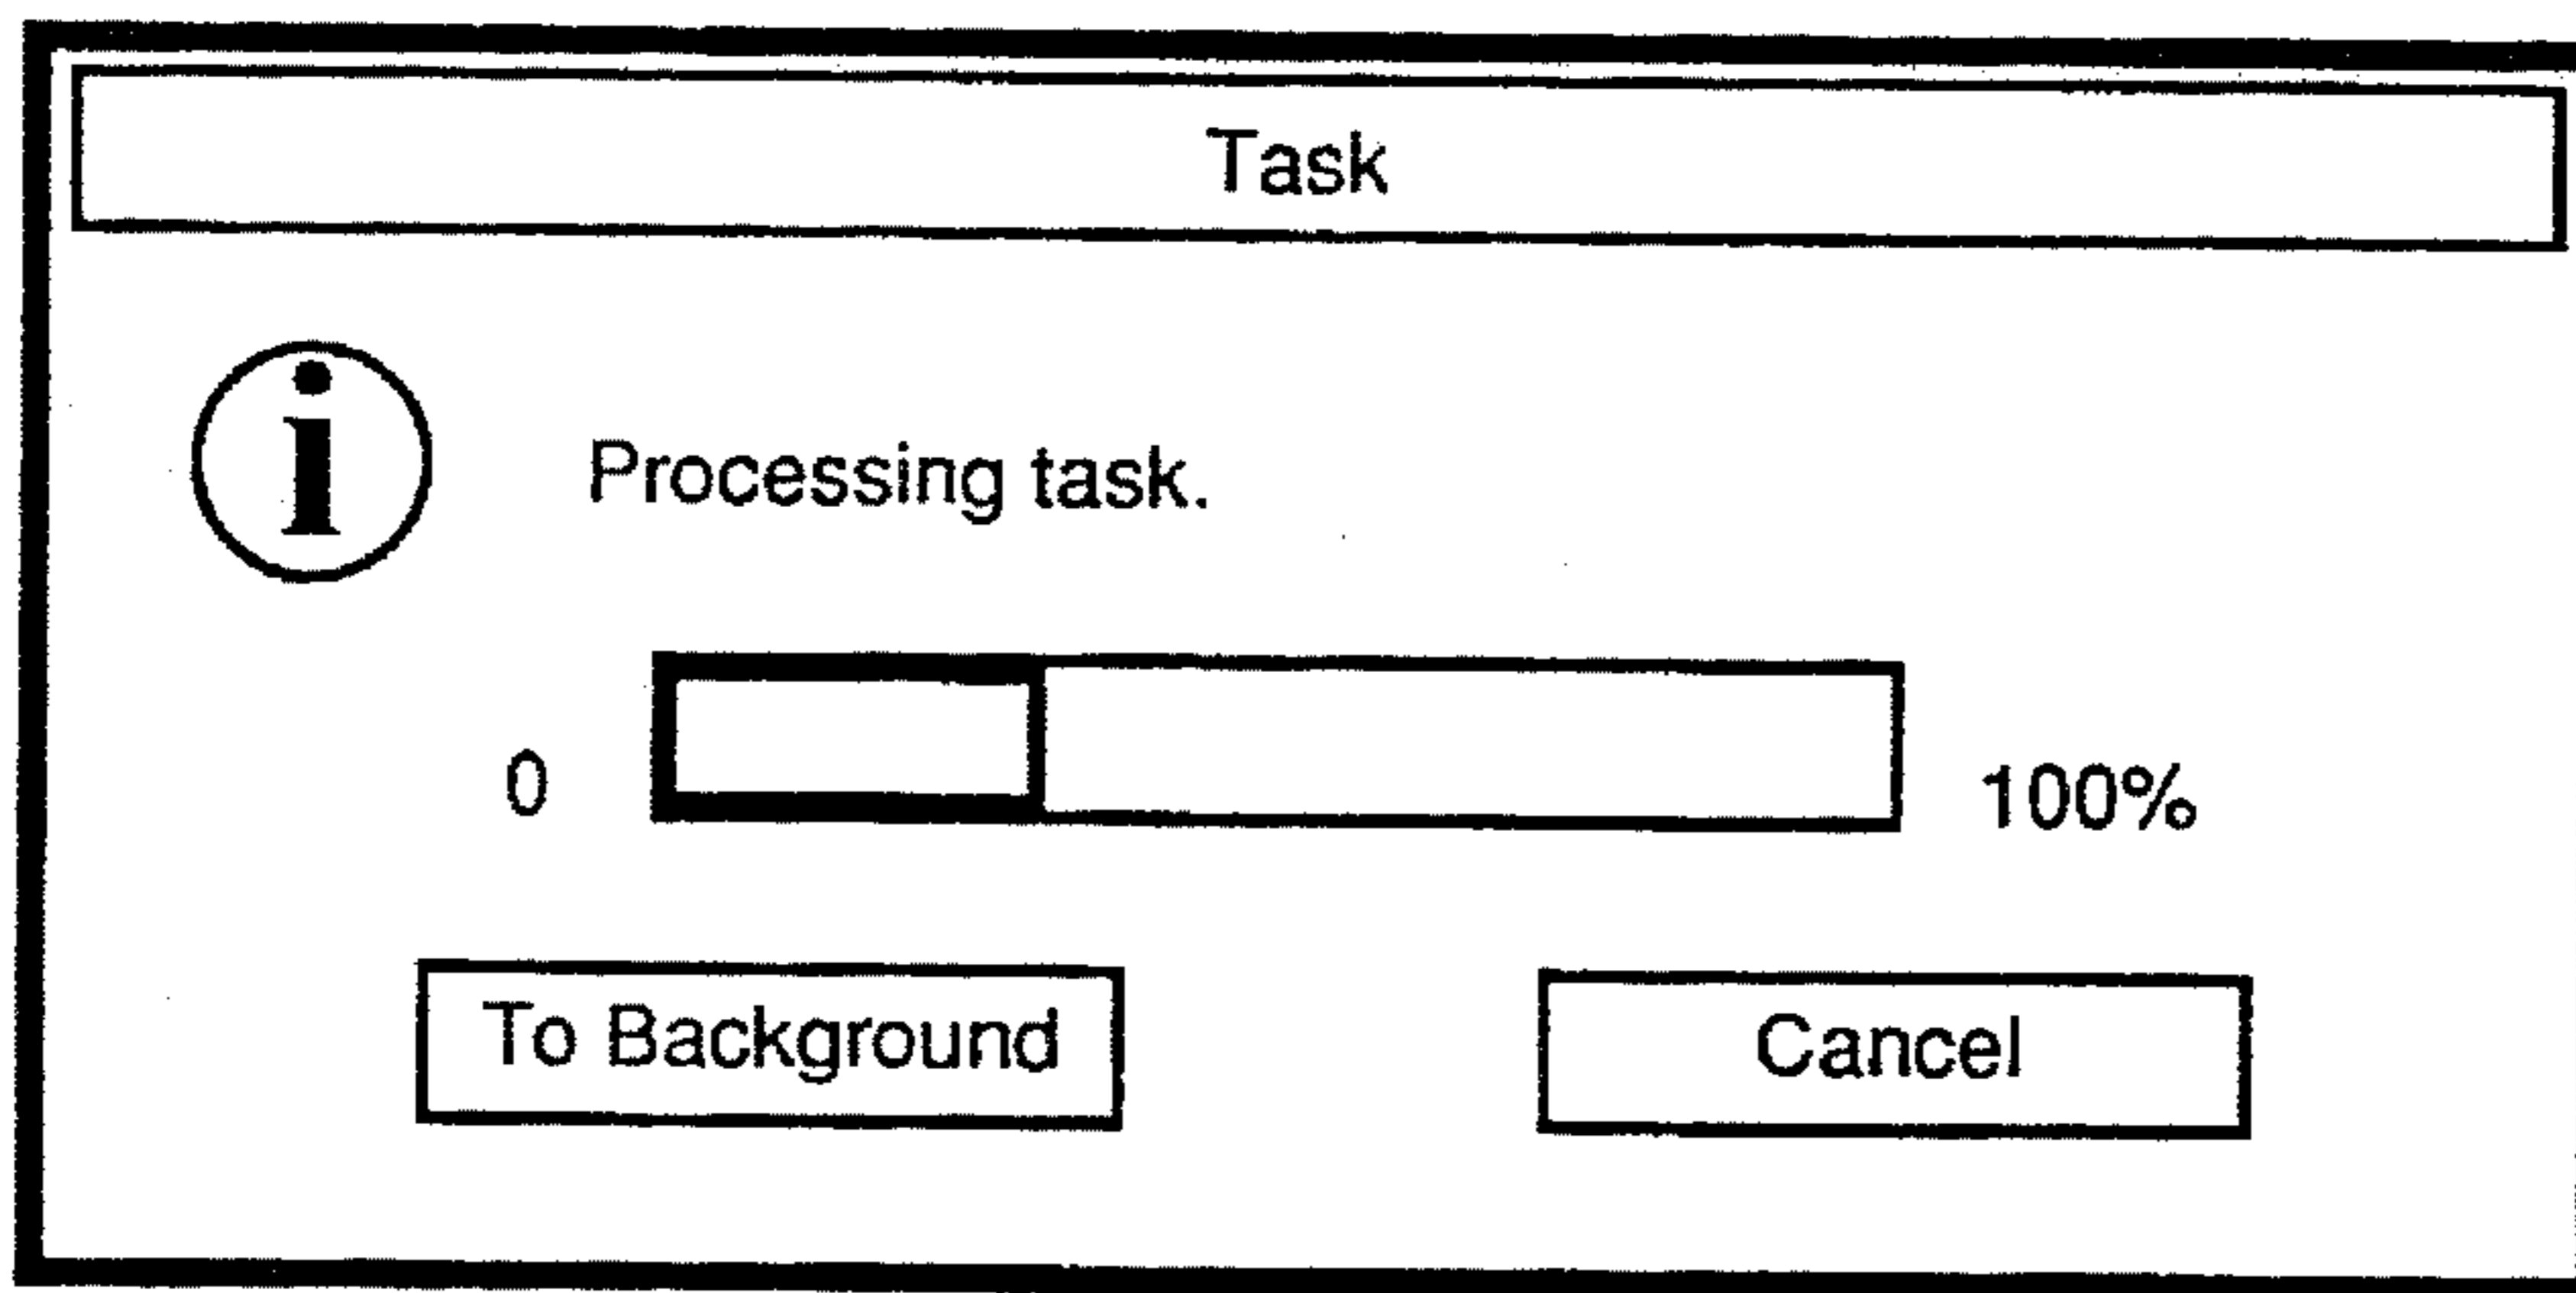 Task
i
Processing task.
0 100%
To Background Cancel